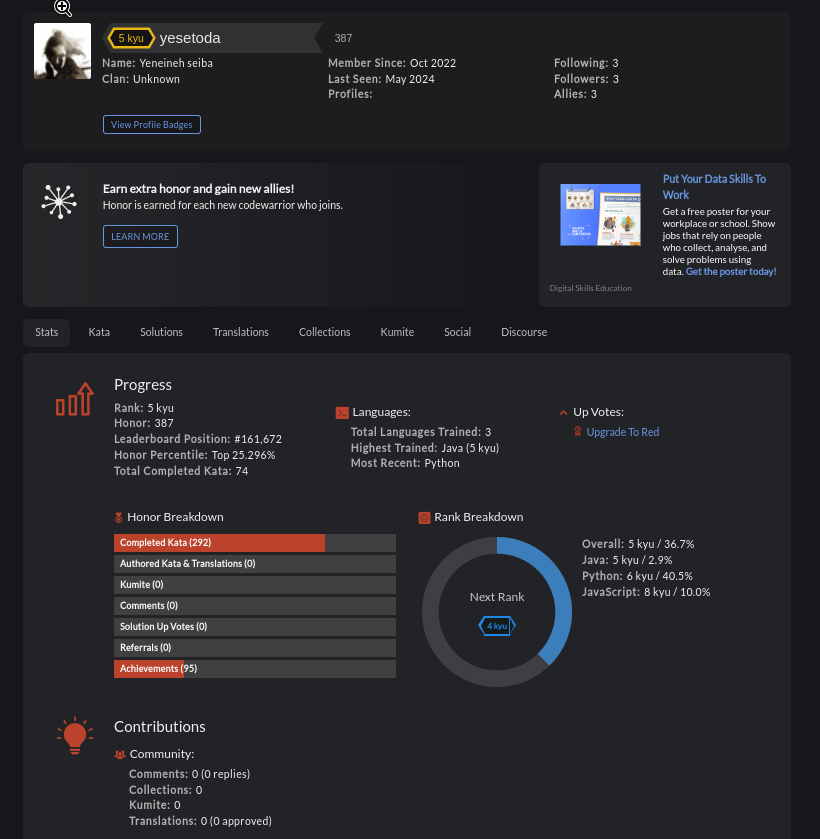 5 kyu yesetoda 387
Name: Yeneineh seiba
Clan: Unknown
Member Since: Oct 2022
Last Seen: May 2024
Profiles:
Following: 3
Followers: 3
Allies: 3
View Profile Badges
Earn extra honor and gain new allies!
Honor is earned for each new codewarrior who joins.
LEARN MORE
Put Your Data Skills To
Work
Get a free poster for your
workplace or school. Show
jobs that rely on people
who collect, analyse, and
solve problems using
data. Get the poster today!
Digital Skills Education
Stats Kata Solutions Translations Collections Kumite Social Discourse
Progress
Rank: 5 kyu
Honor: 387
Leaderboard Position: #161,672
Honor Percentile: Top 25.296%
Total Completed Kata: 74
Languages:
Total Languages Trained: 3
Highest Trained: Java (5 kyu)
Most Recent: Python
Up Votes:
Upgrade To Red
Honor Breakdown
Completed Kata (292)
Authored Kata & Translations (0)
Kumite (0)
Comments (0)
Solution Up Votes (0)
Referrals (0)
Achievements (95)
Rank Breakdown
Next Rank
4 kyu
Overall: 5 kyu / 36.7%
Java: 5 kyu / 2.9%
Python: 6 kyu / 40.5%
JavaScript: 8 kyu / 10.0%
Contributions
Community:
Comments: 0 (0 replies)
Collections: 0
Kumite: 0
Translations: 0 (0 approved)